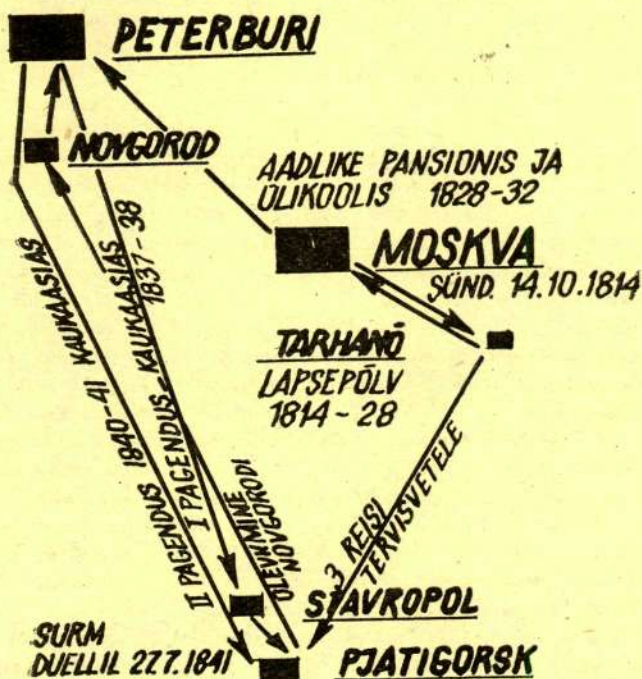 PETERBURI
NOVGOROD
AADLIKE PANSIONIS JA
ÜLIKOOLIS 1828-32
MOSKVA
SÜND. 14.10.1814
TARHANÕ
LAPSEPÕLV
1814-28
II PAGENDUS 1840-41 KAUKAASIAS
I PAGENDUS KAUKAASIAS
1837-38
ÜLEVIIMINE
NOVGORODI
3 REISI
TERVISVETELE
STAVROPOL
SURM
DUELLIL 27.7.1841
PJATIGORSK